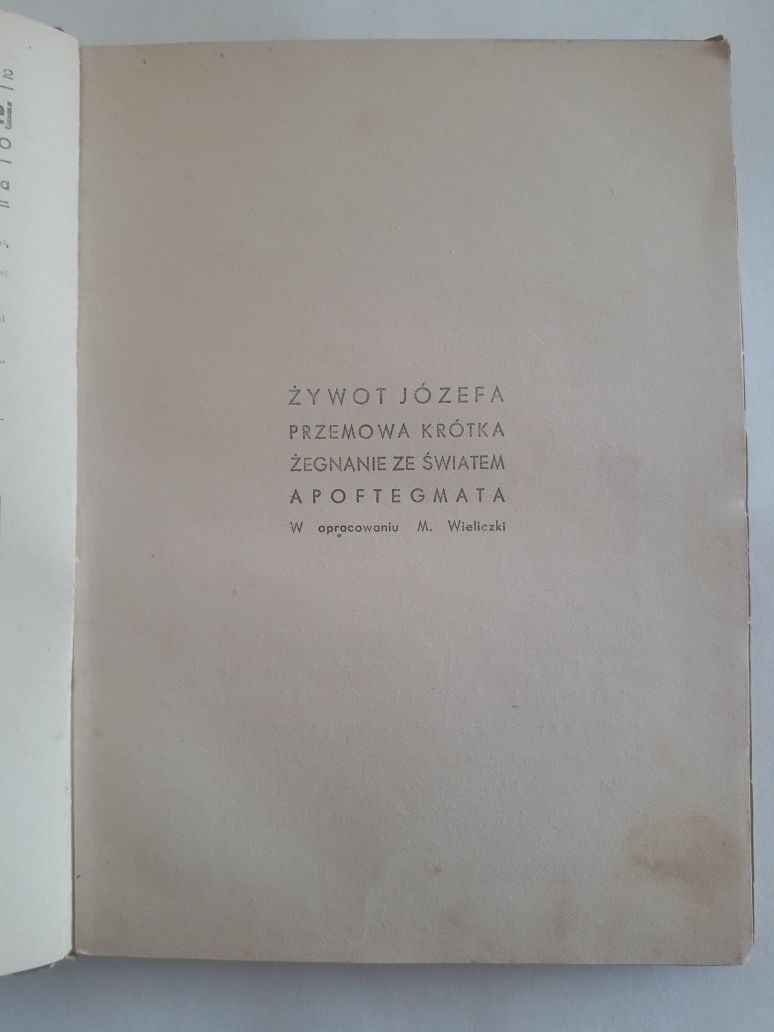 ŻYWOT JÓZEFA
PRZEMOWA KRÓTKA
ŻEGNANIE ZE ŚWIATEM
APOFTEGMATA
W opracowaniu M. Wieliczki